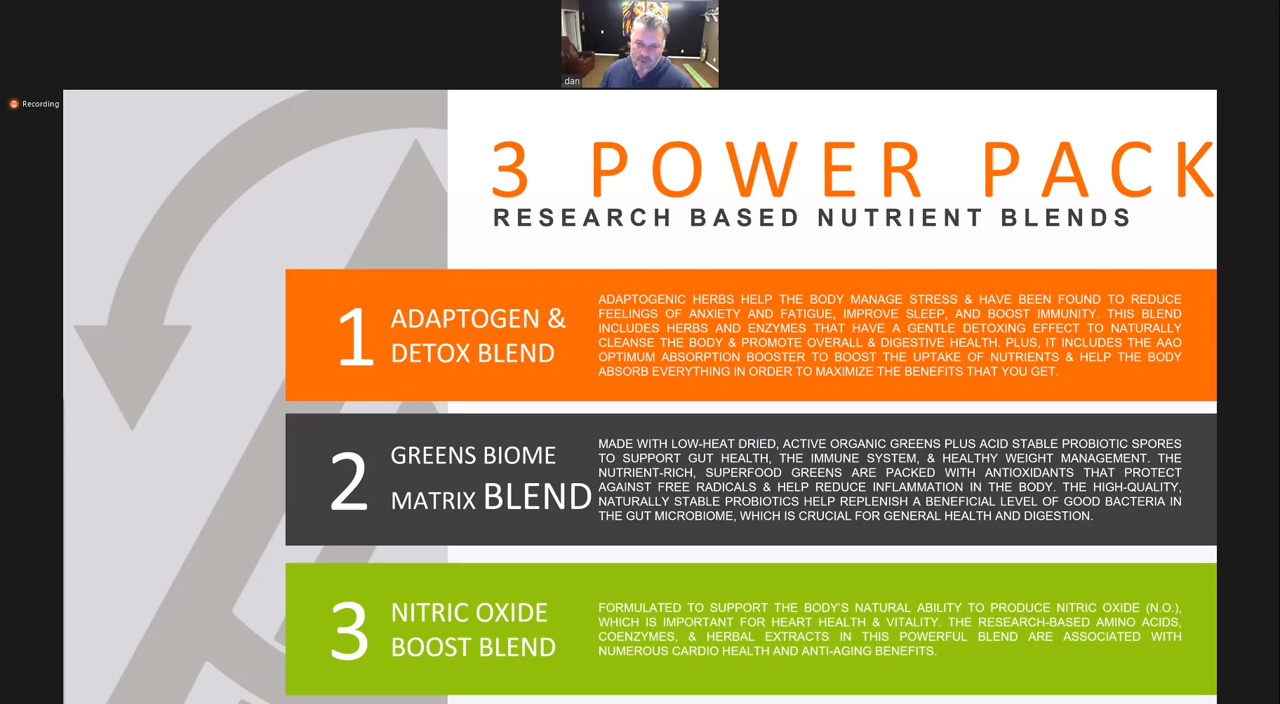 dan
Recording
3 POWER PACK
RESEARCH BASED NUTRIENT BLENDS
1
ADAPTOGEN &
DETOX BLEND
ADAPTOGENIC HERBS HELP THE BODY MANAGE STRESS & HAVE BEEN FOUND TO REDUCE
FEELINGS OF ANXIETY AND FATIGUE, IMPROVE SLEEP, AND BOOST IMMUNITY. THIS BLEND
INCLUDES HERBS AND ENZYMES THAT HAVE A GENTLE DETOXING EFFECT TO NATURALLY
CLEANSE THE BODY & PROMOTE OVERALL & DIGESTIVE HEALTH. PLUS, IT INCLUDES THE AAO
OPTIMUM ABSORPTION BOOSTER TO BOOST THE UPTAKE OF NUTRIENTS & HELP THE BODY
ABSORB EVERYTHING IN ORDER TO MAXIMIZE THE BENEFITS THAT YOU GET.
2
GREENS BIOME
MATRIX BLEND
MADE WITH LOW-HEAT DRIED, ACTIVE ORGANIC GREENS PLUS ACID STABLE PROBIOTIC SPORES
TO SUPPORT GUT HEALTH, THE IMMUNE SYSTEM, & HEALTHY WEIGHT MANAGEMENT. THE
NUTRIENT-RICH, SUPERFOOD GREENS ARE PACKED WITH ANTIOXIDANTS THAT PROTECT
AGAINST FREE RADICALS & HELP REDUCE INFLAMMATION IN THE BODY. THE HIGH-QUALITY,
NATURALLY STABLE PROBIOTICS HELP REPLENISH A BENEFICIAL LEVEL OF GOOD BACTERIA IN
THE GUT MICROBIOME, WHICH IS CRUCIAL FOR GENERAL HEALTH AND DIGESTION.
3
NITRIC OXIDE
BOOST BLEND
FORMULATED TO SUPPORT THE BODY'S NATURAL ABILITY TO PRODUCE NITRIC OXIDE (N.O.),
WHICH IS IMPORTANT FOR HEART HEALTH & VITALITY. THE RESEARCH-BASED AMINO ACIDS,
COENZYMES, & HERBAL EXTRACTS IN THIS POWERFUL BLEND ARE ASSOCIATED WITH
NUMEROUS CARDIO HEALTH AND ANTI-AGING BENEFITS.